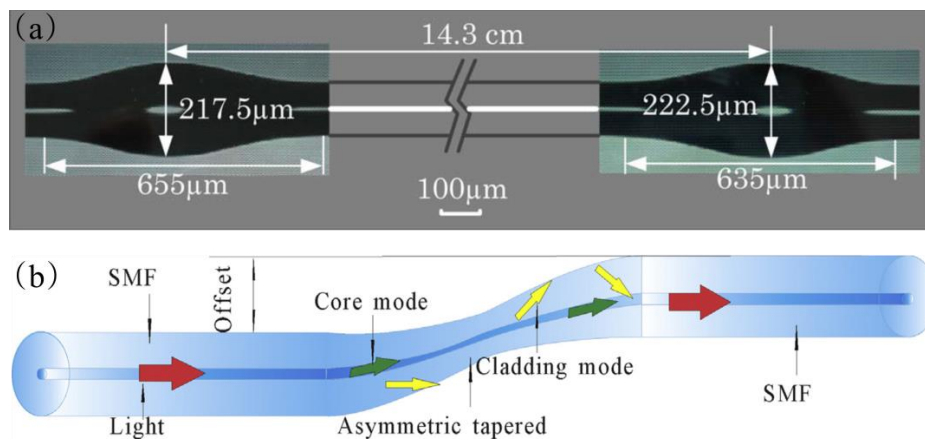 (a)
14.3 cm
217.5μm
222.5μm
655μm
635μm
100μm
(b)
SMF
Offset
Core mode
Cladding mode
SMF
Light
Asymmetric tapered